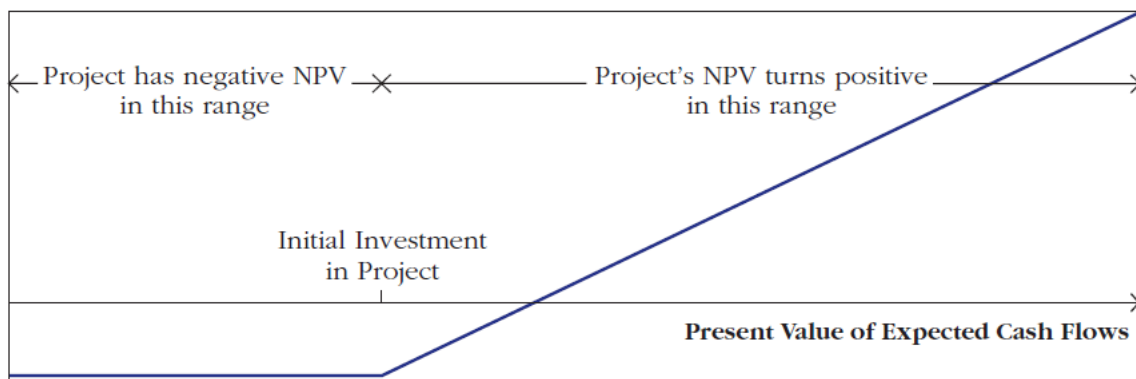 Project has negative NPV
in this range
Project's NPV turns positive
in this range
Initial Investment
in Project
Present Value of Expected Cash Flows